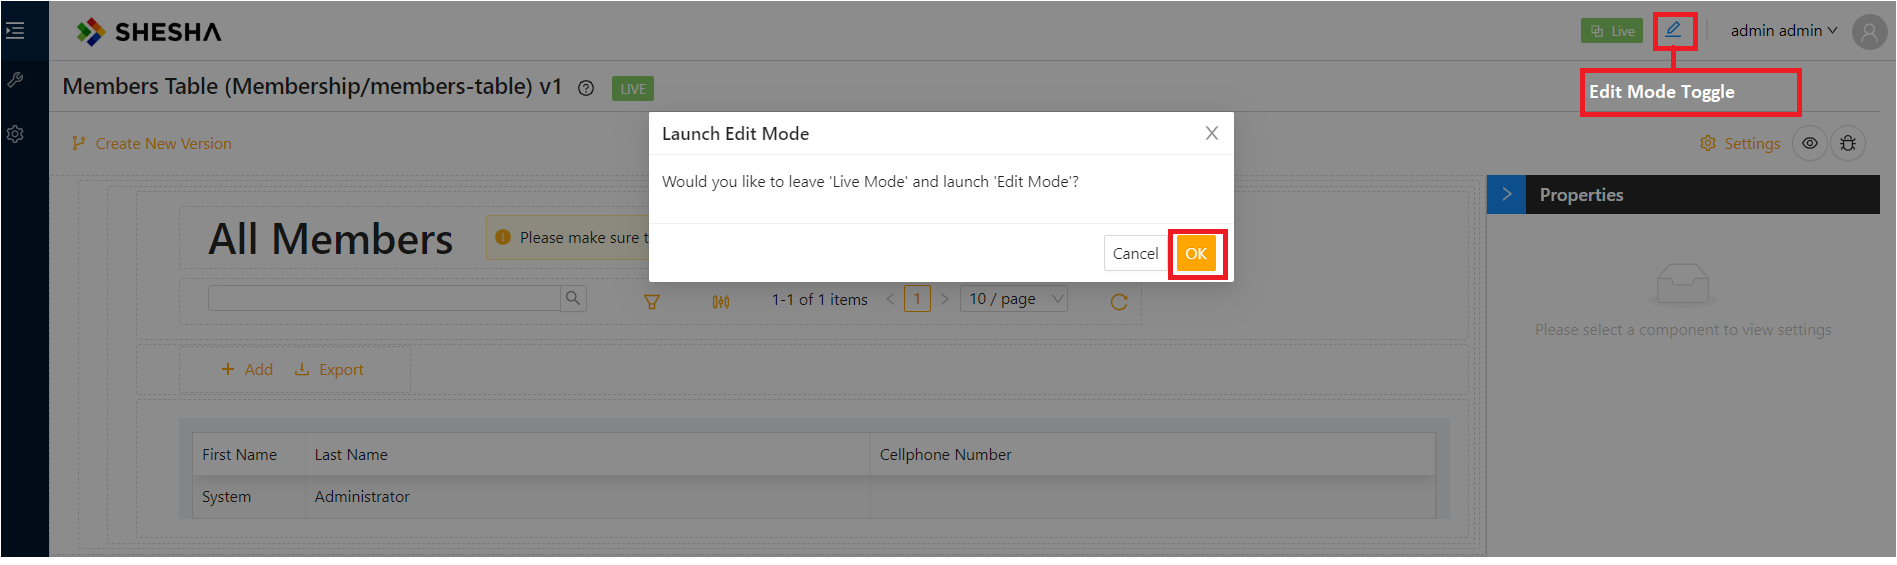 SHESHA
Live
admin admin
Members Table (Membership/members-table) v1
LIVE
Edit Mode Toggle
Create New Version
Settings
Launch Edit Mode
Would you like to leave 'Live Mode' and launch 'Edit Mode'?
Cancel
OK
Properties
All Members
Please make sure t
1-1 of 1 items
1
10 / page
Please select a component to view settings
Add
Export
First Name
Last Name
Cellphone Number
System
Administrator